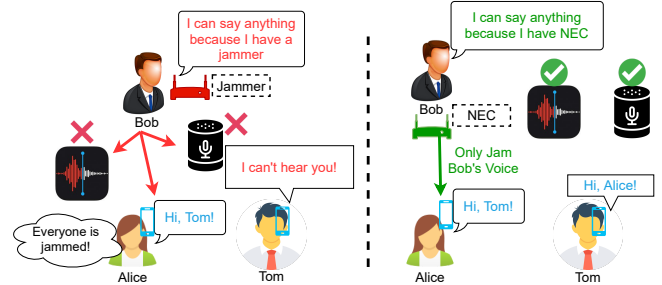 I can say anything
because I have a
jammer
Jammer
Bob
I can't hear you!
Hi, Tom!
Everyone is
jammed!
Alice
Tom
I can say anything
because I have NEC
Bob
NEC
Only Jam
Bob's Voice
Hi, Alice!
Hi, Tom!
Alice
Tom